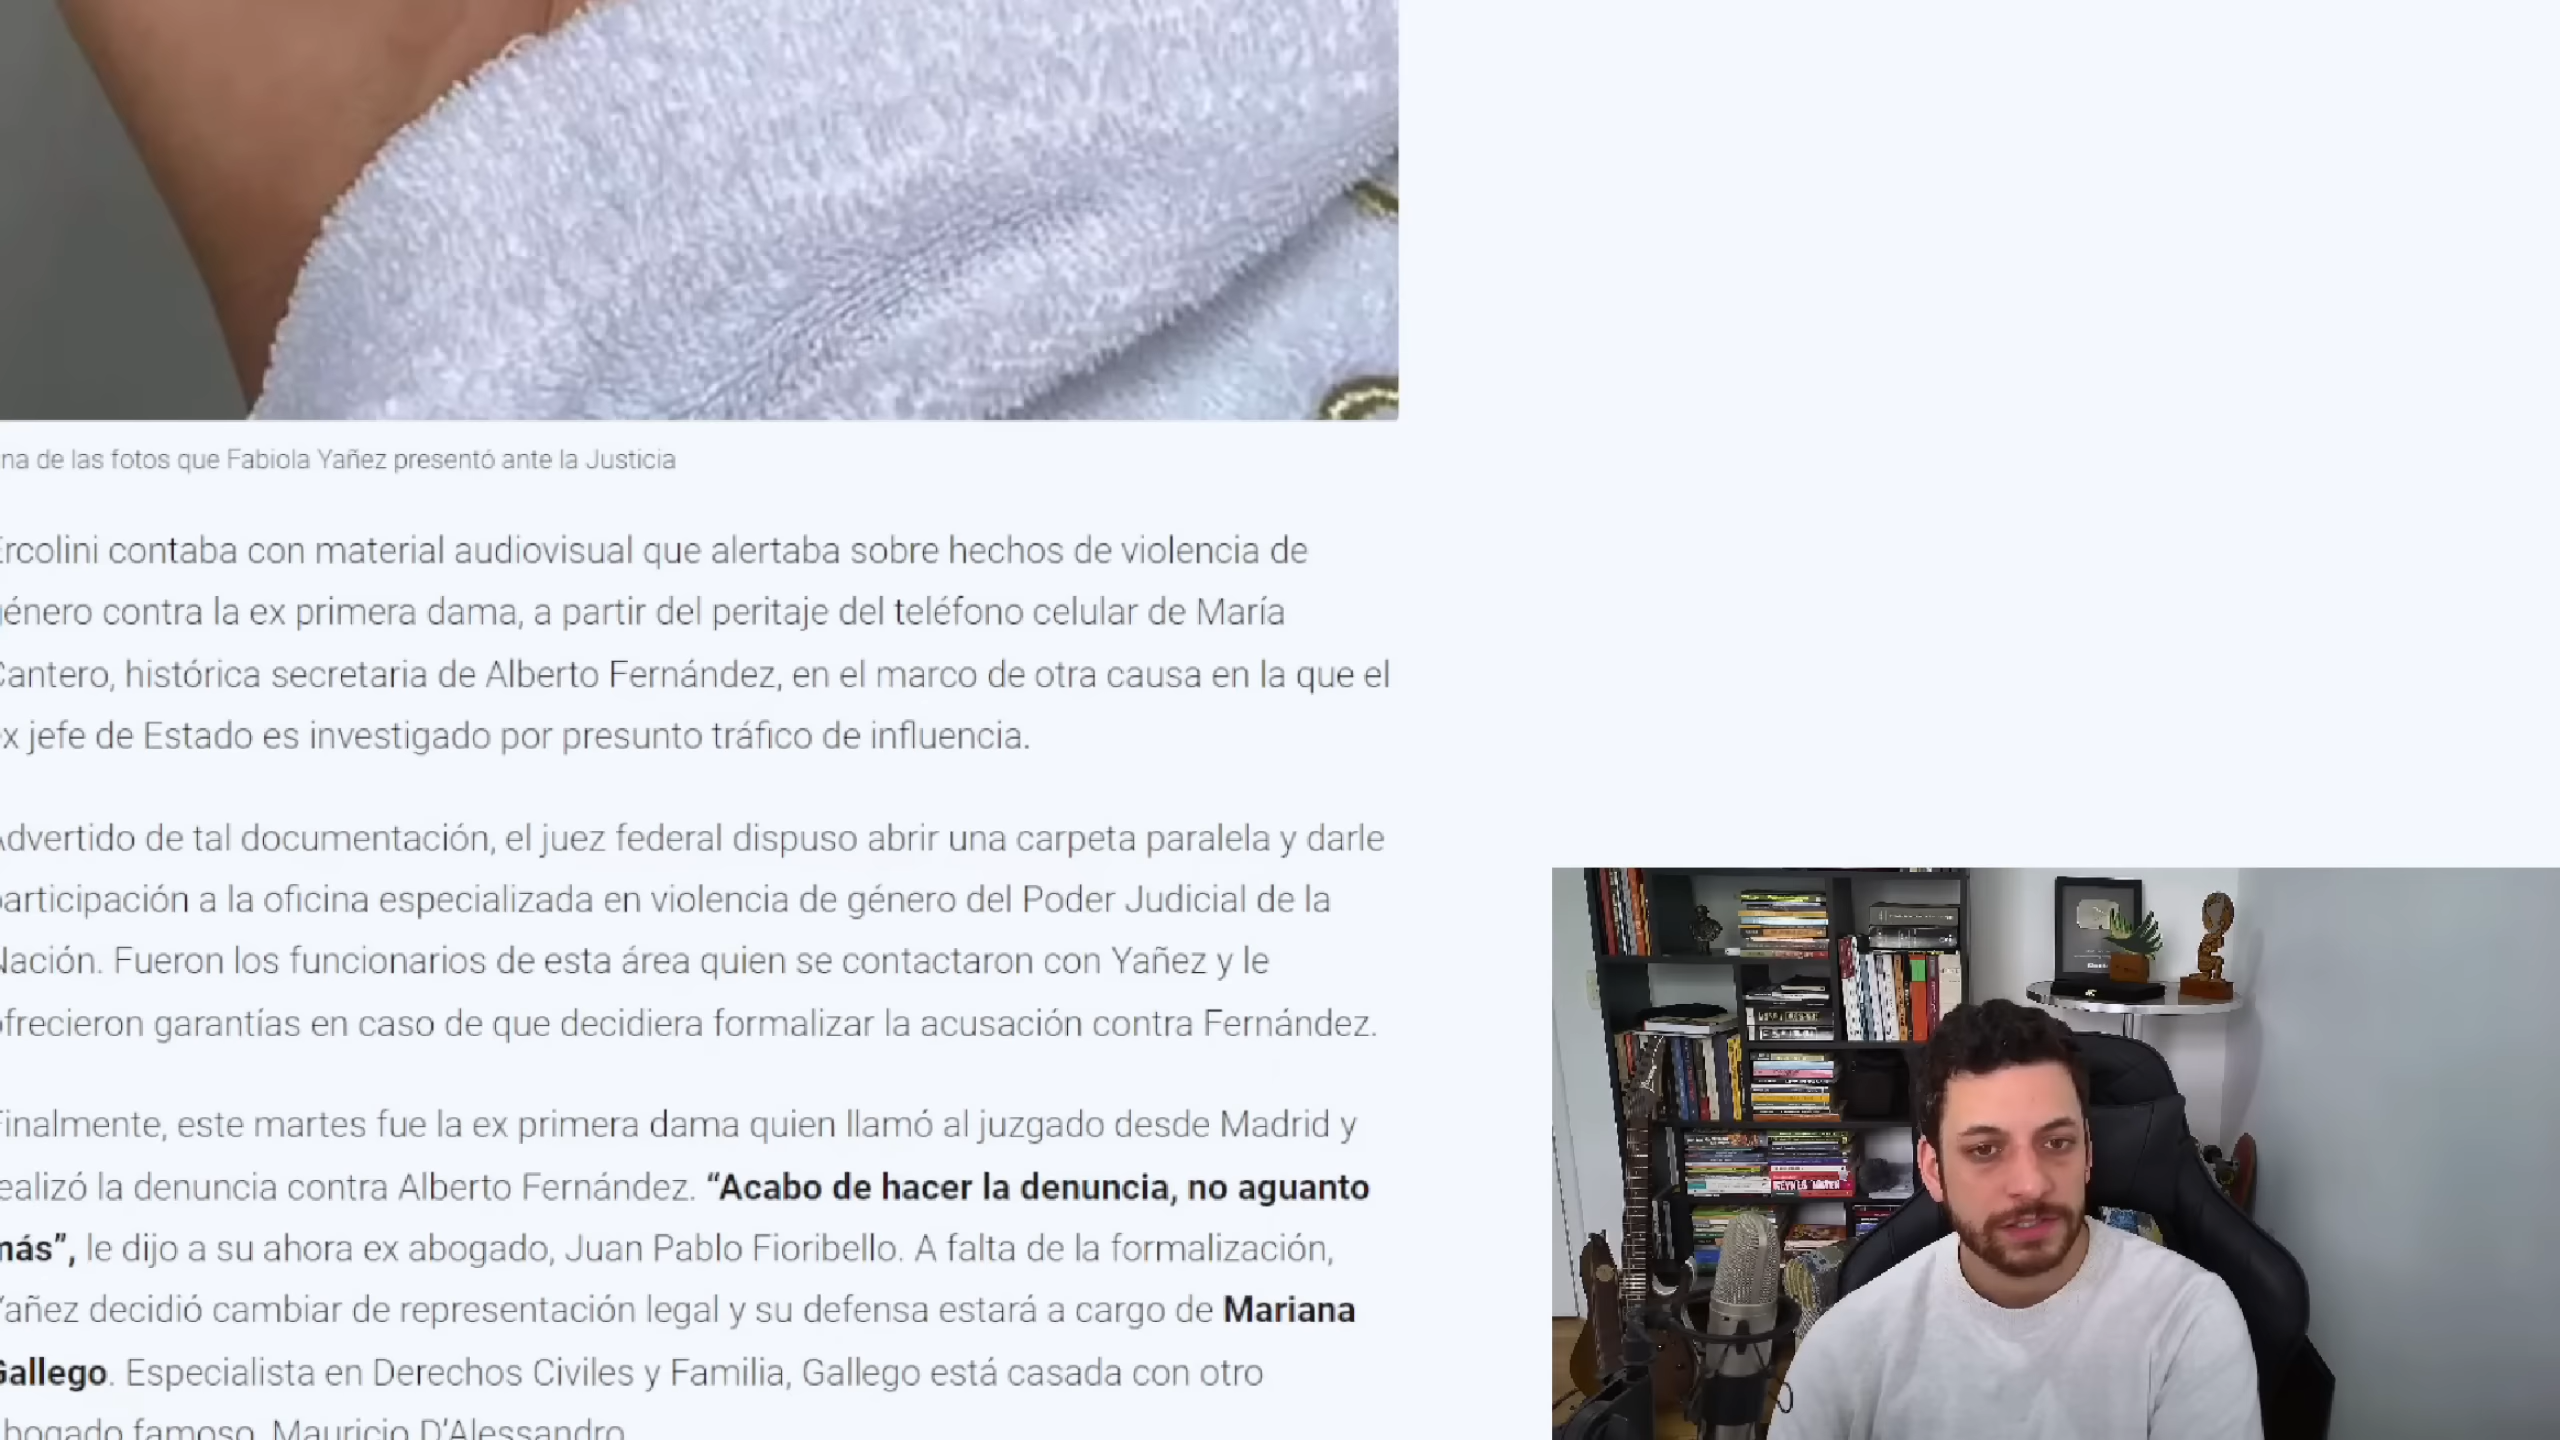 na de las fotos que Fabiola Yañez presentó ante la Justicia
rcolini contaba con material audiovisual que alertaba sobre hechos de violencia de
énero contra la ex primera dama, a partir del peritaje del teléfono celular de María
Cantero, histórica secretaria de Alberto Fernández, en el marco de otra causa en la que el
x jefe de Estado es investigado por presunto tráfico de influencia.
Advertido de tal documentación, el juez federal dispuso abrir una carpeta paralela y darle
participación a la oficina especializada en violencia de género del Poder Judicial de la
Nación. Fueron los funcionarios de esta área quien se contactaron con Yañez y le
ofrecieron garantías en caso de que decidiera formalizar la acusación contra Fernández.
Finalmente, este martes fue la ex primera dama quien llamó al juzgado desde Madrid y
ealizó la denuncia contra Alberto Fernández. “Acabo de hacer la denuncia, no aguanto
más”, le dijo a su ahora ex abogado, Juan Pablo Fioribello. A falta de la formalización,
Yañez decidió cambiar de representación legal y su defensa estará a cargo de Mariana
Gallego. Especialista en Derechos Civiles y Familia, Gallego está casada con otro
bogado famoso, Mauricio D’Alessandro